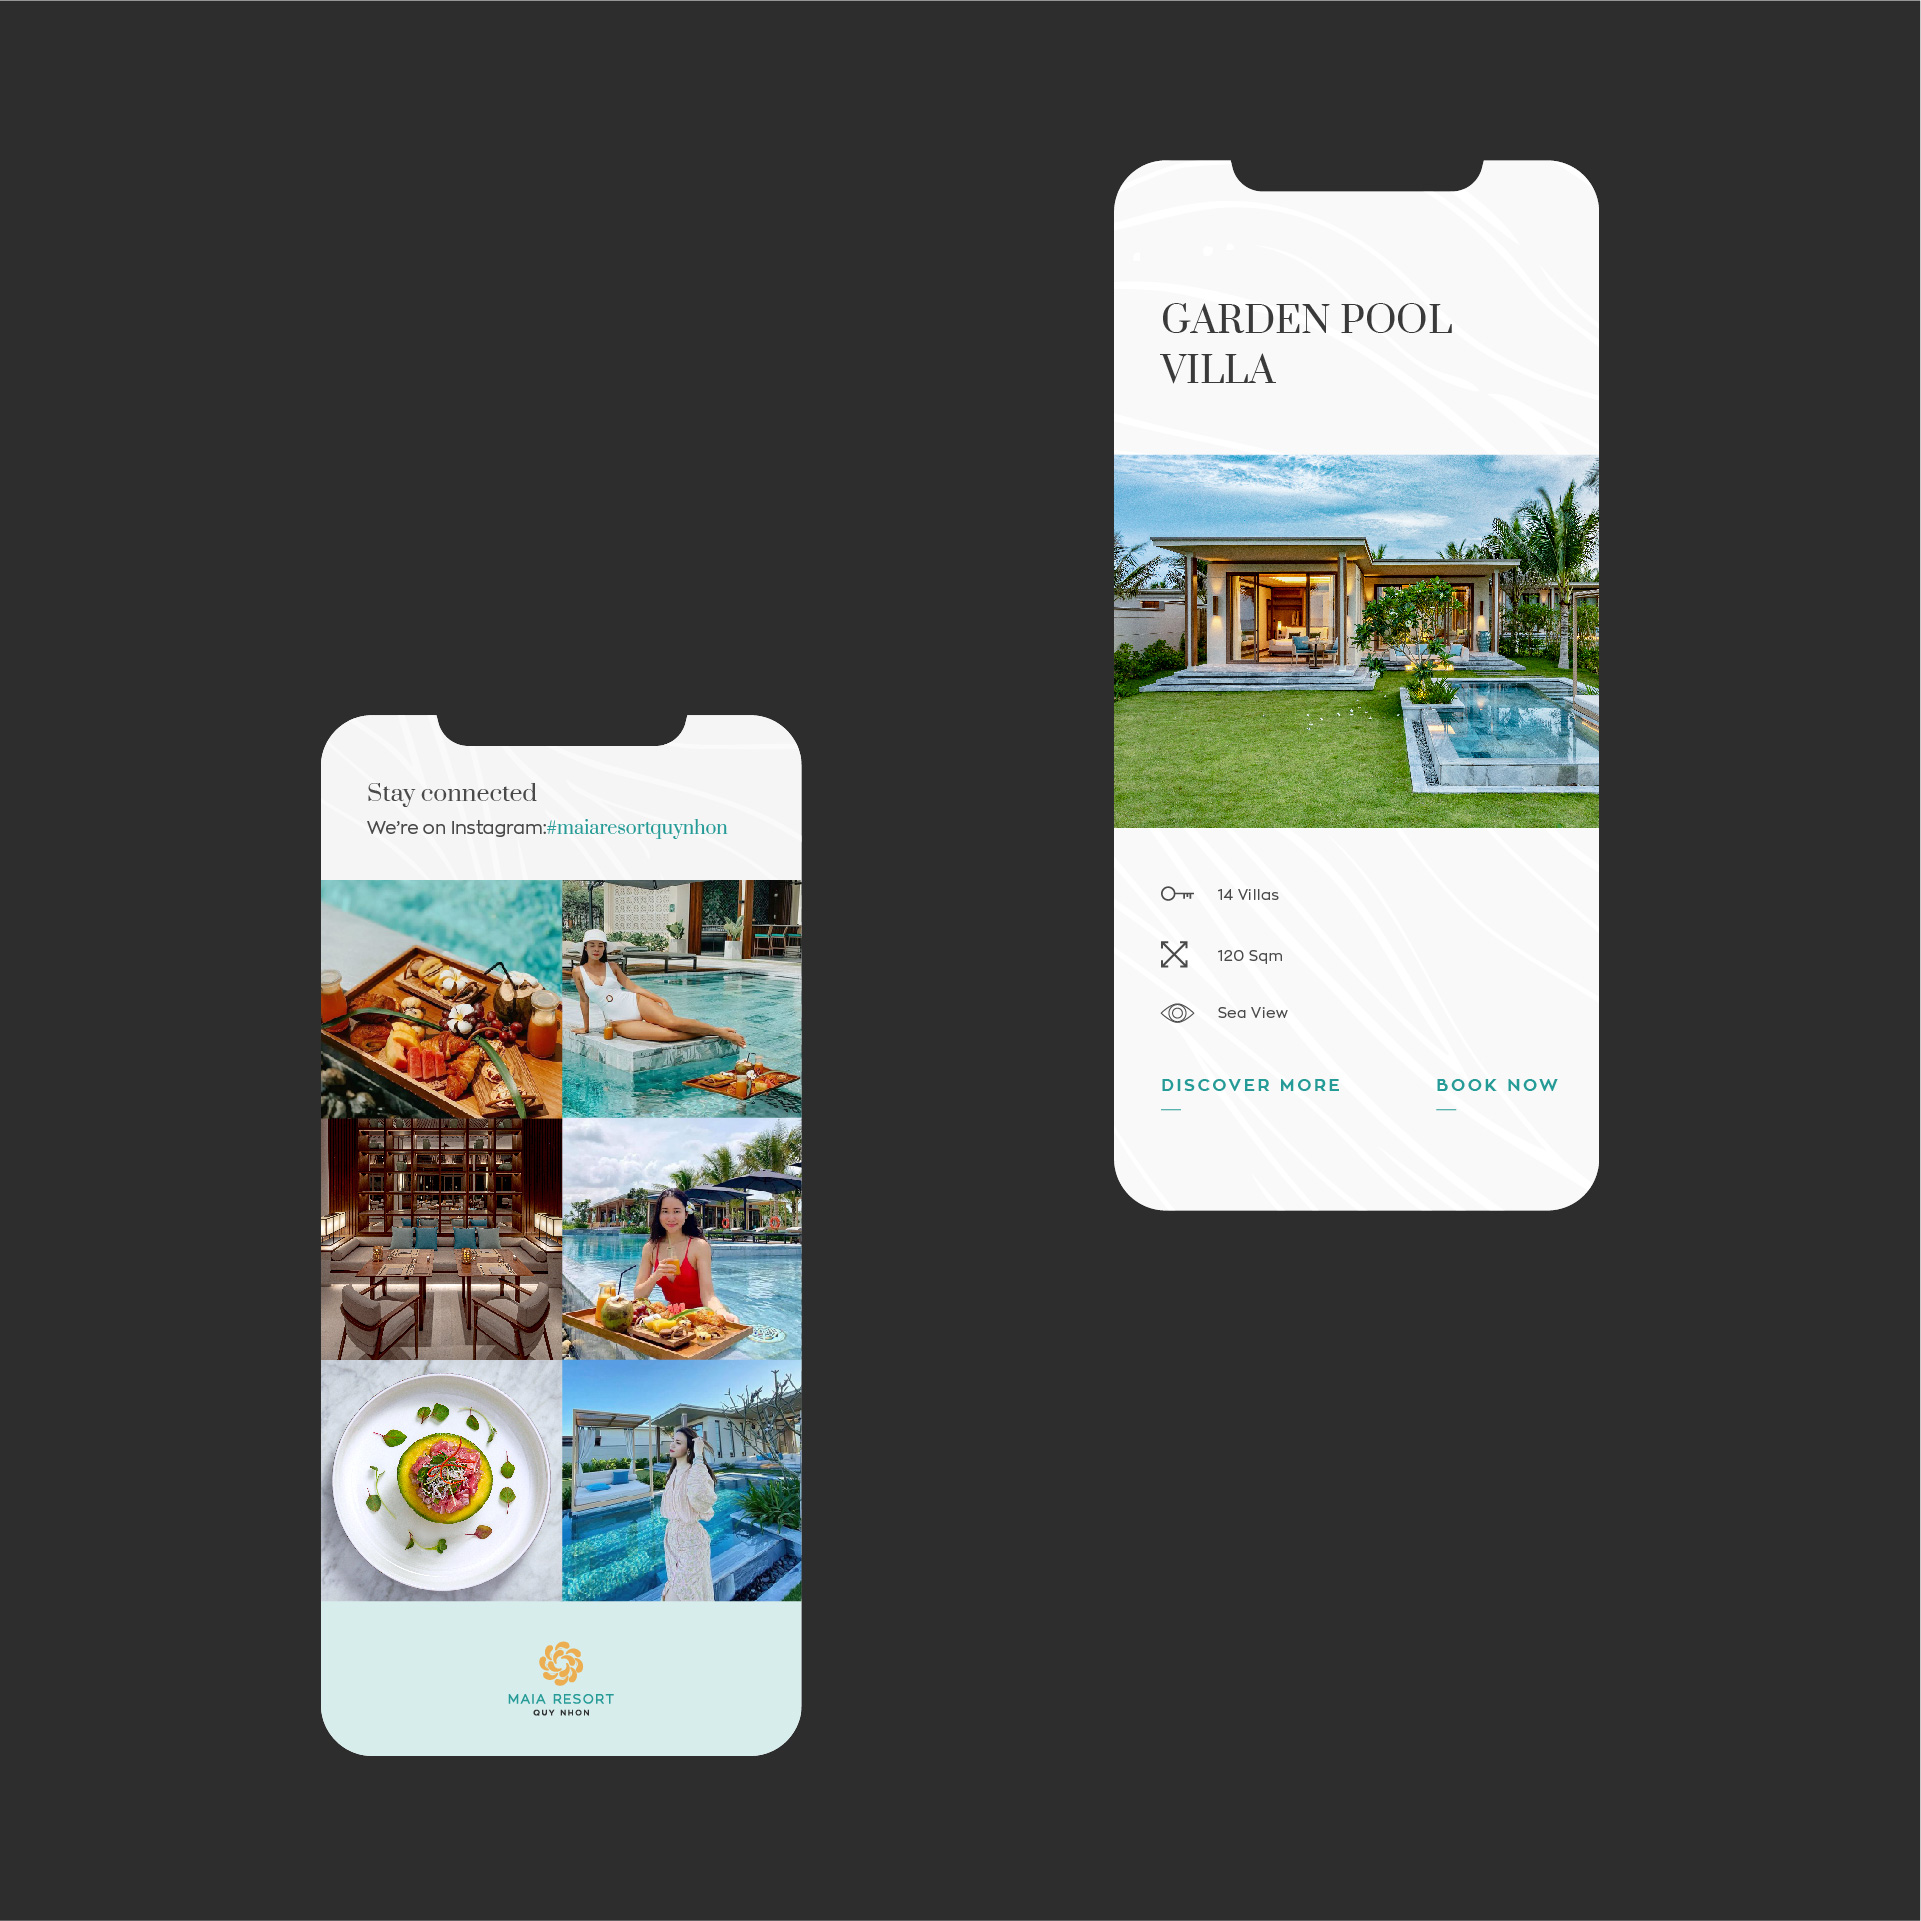 GARDEN POOL
VILLA
14 Villas
120 Sqm
Sea View
DISCOVER MORE
BOOK NOW
Stay connected
We're on Instagram:#maiaresortquynhon
MAIA RESORT
QUY NHON